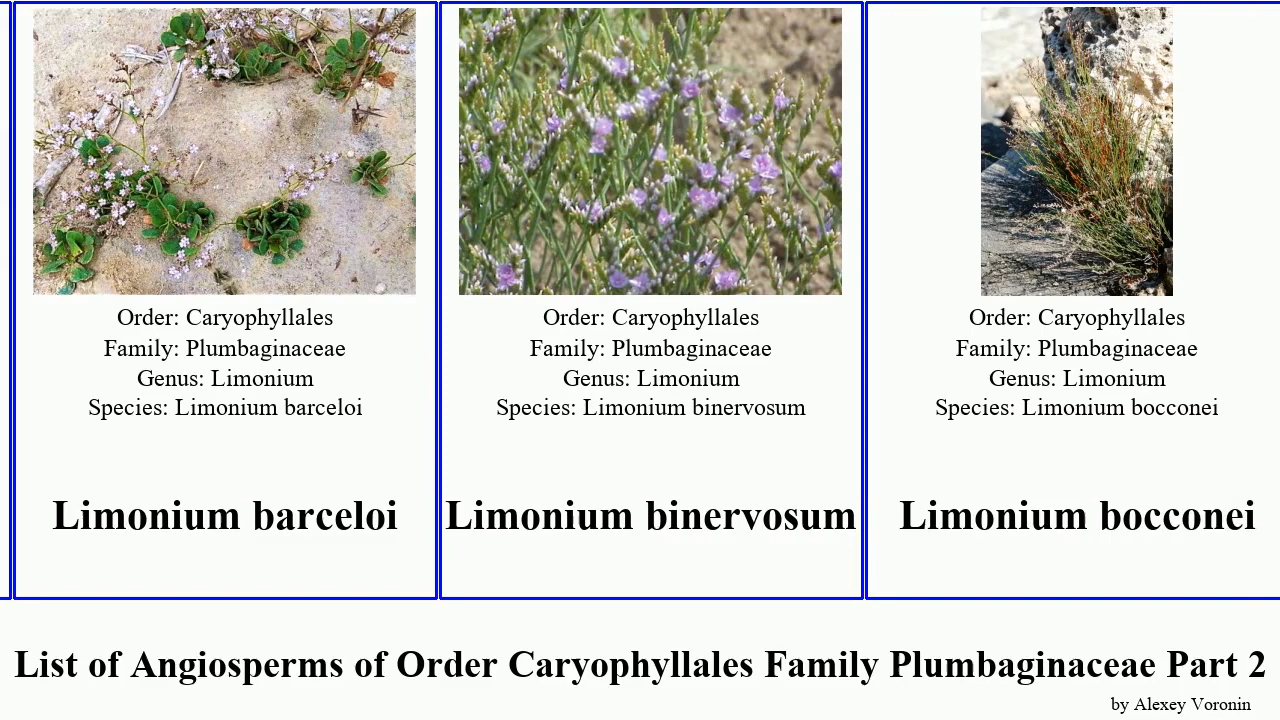 Order: Caryophyllales
Family: Plumbaginaceae
Genus: Limonium
Species: Limonium barceloi
Limonium barceloi
Order: Caryophyllales
Family: Plumbaginaceae
Genus: Limonium
Species: Limonium binervosum
Limonium binervosum
Order: Caryophyllales
Family: Plumbaginaceae
Genus: Limonium
Species: Limonium bocconei
Limonium bocconei
List of Angiosperms of Order Caryophyllales Family Plumbaginaceae Part 2
by Alexey Voronin